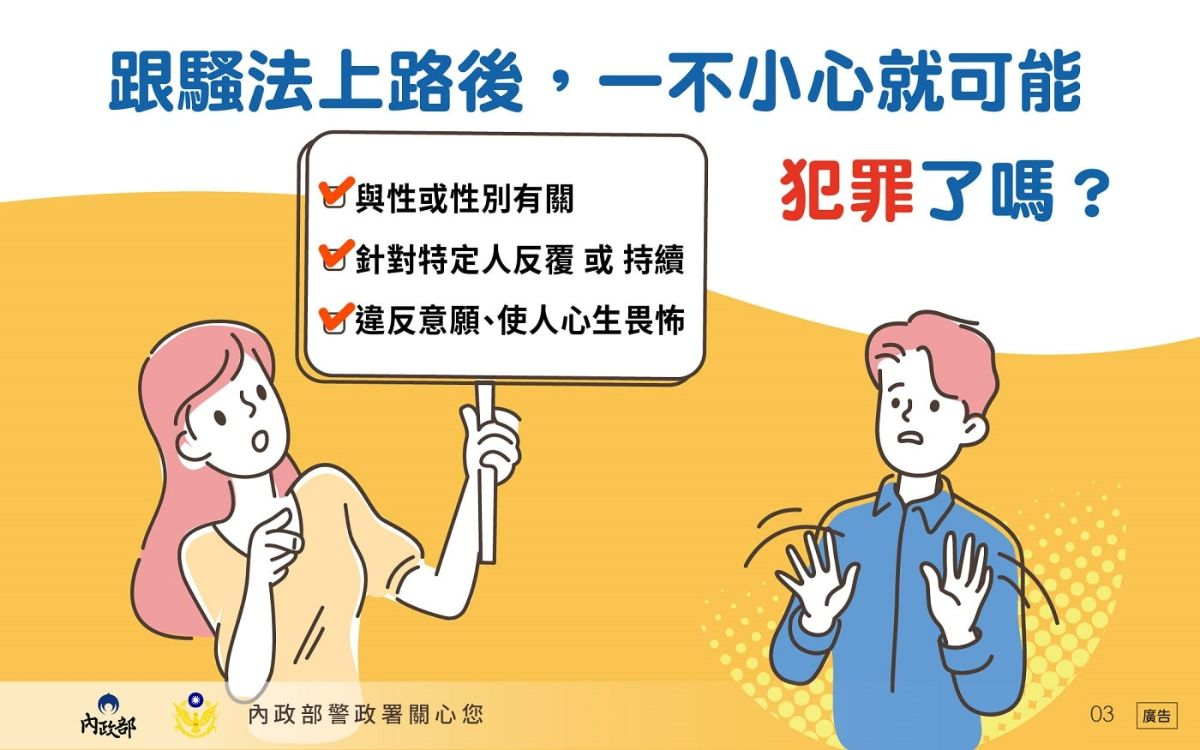 跟騷法上路後，一不小心就可能
犯罪了嗎？
與性或性別有關
針對特定人反覆 或 持續
違反意願、使人心生畏怖
內政部
內政部警政署關心您
03
廣告